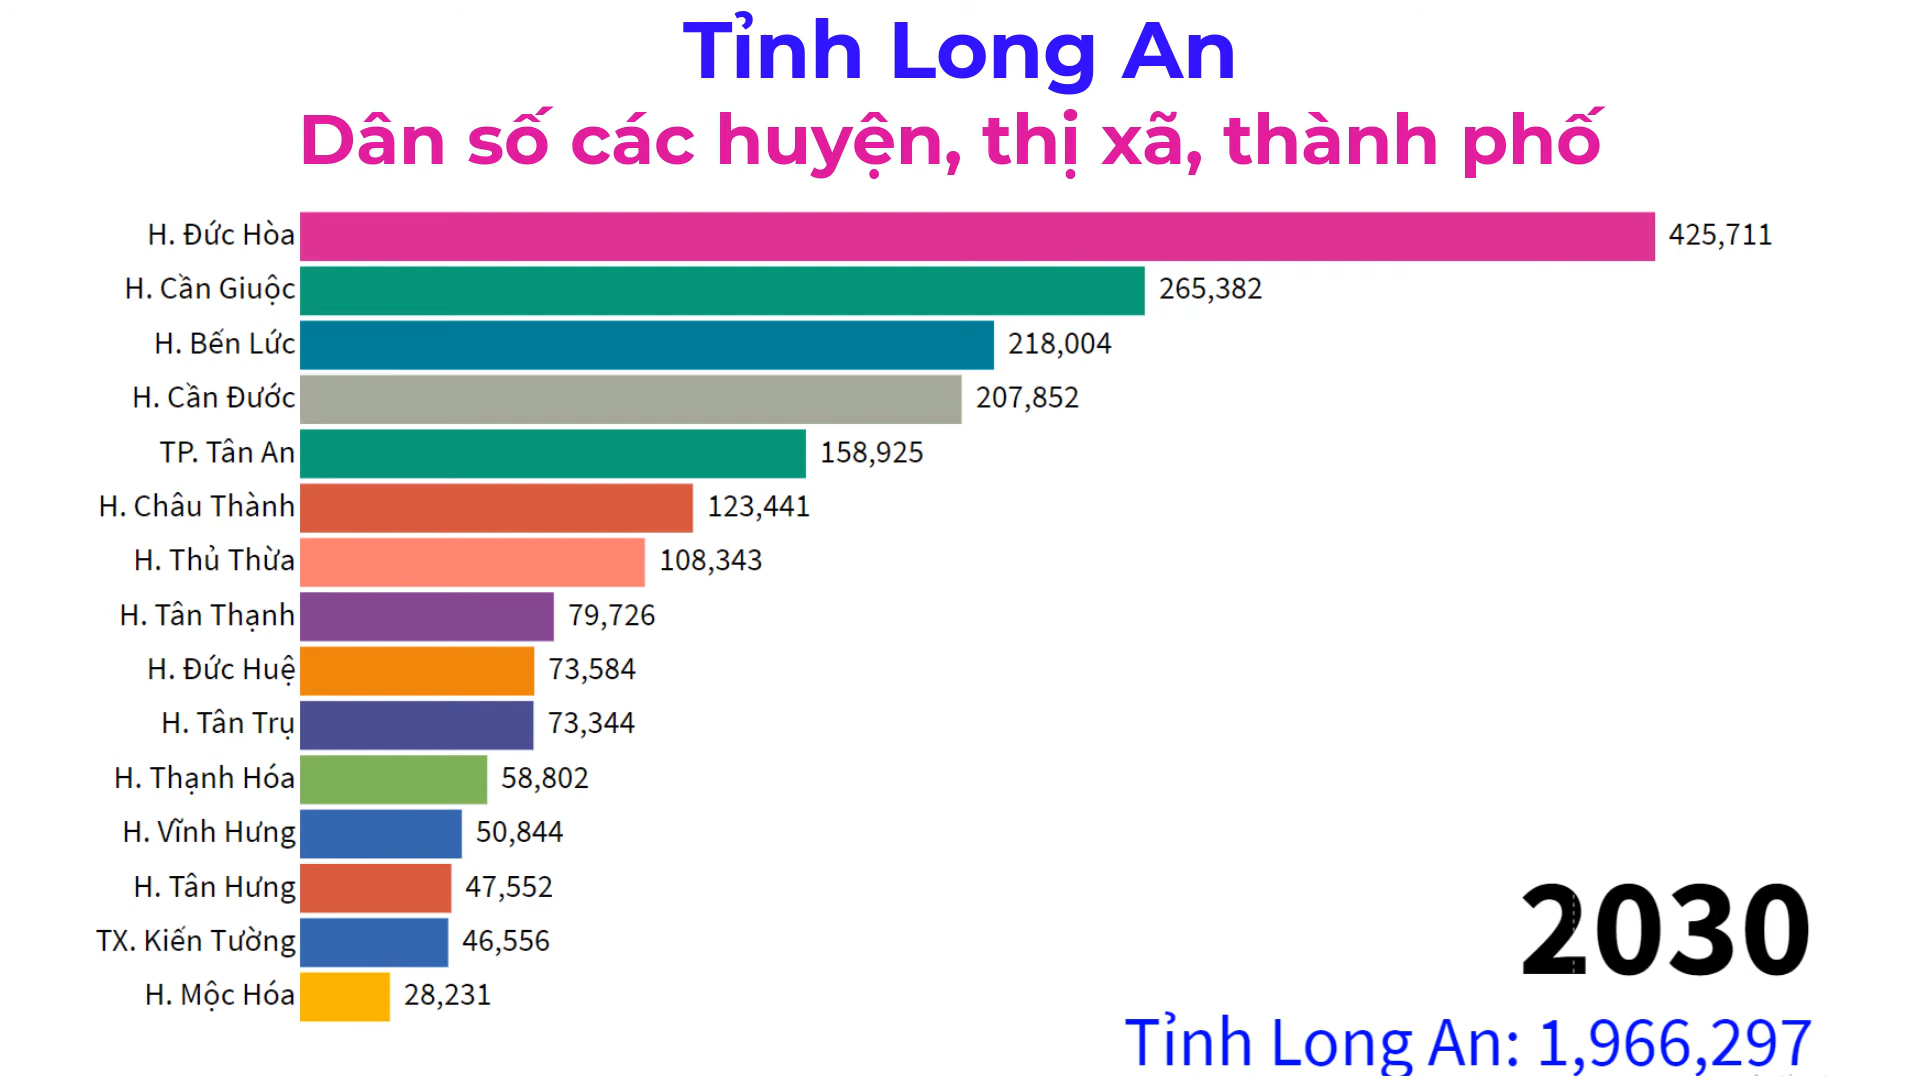 Tỉnh Long An
Dân số các huyện, thị xã, thành phố
H. Đức Hòa 425,711
H. Cần Giuộc 265,382
H. Bến Lức 218,004
H. Cần Đước 207,852
TP. Tân An 158,925
H. Châu Thành 123,441
H. Thủ Thừa 108,343
H. Tân Thạnh 79,726
H. Đức Huệ 73,584
H. Tân Trụ 73,344
H. Thạnh Hóa 58,802
H. Vĩnh Hưng 50,844
H. Tân Hưng 47,552
TX. Kiến Tường 46,556
H. Mộc Hóa 28,231
2030
Tỉnh Long An: 1,966,297